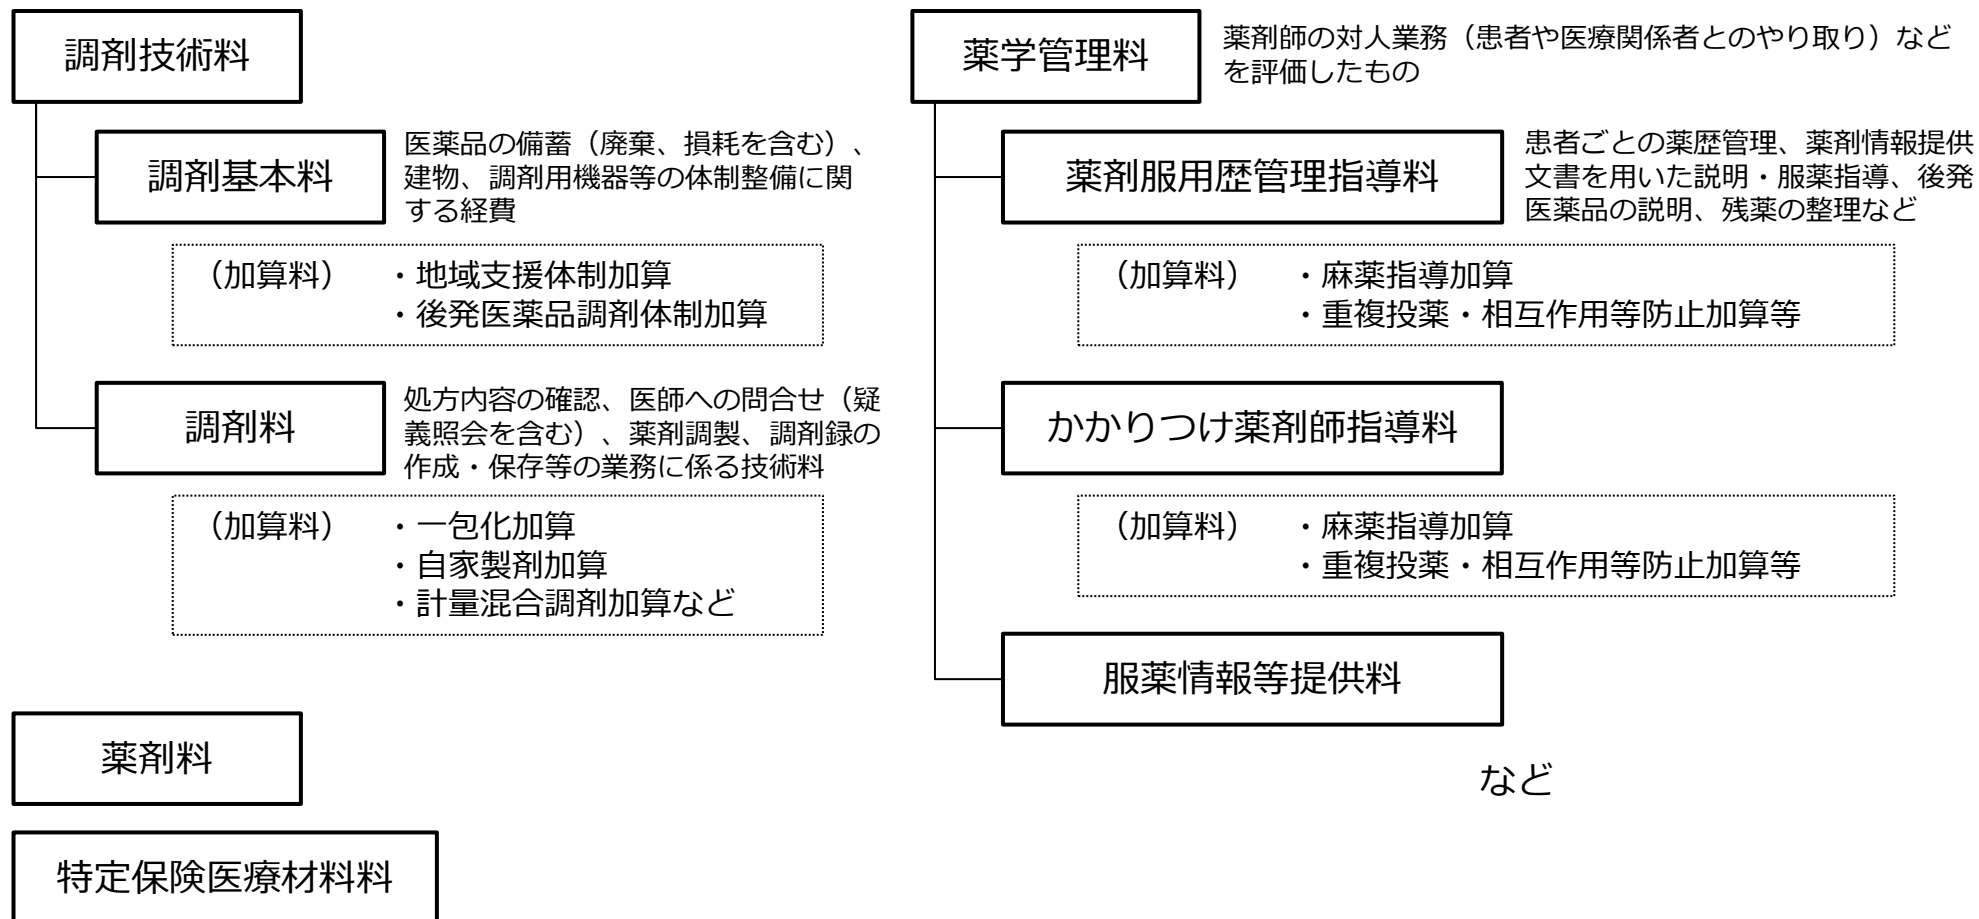 調剤技術料
調剤基本料
医薬品の備蓄（廃棄、損耗を含む）、
建物、調剤用機器等の体制整備に関
する経費
（加算料）　・地域支援体制加算
・後発医薬品調剤体制加算
調剤料
処方内容の確認、医師への問合せ（疑
義照会を含む）、薬剤調製、調剤録の
作成・保存等の業務に係る技術料
（加算料）　・一包化加算
・自家製剤加算
・計量混合調剤加算など
薬剤料
特定保険医療材料料
薬学管理料
薬剤師の対人業務（患者や医療関係者とのやり取り）など
を評価したもの
薬剤服用歴管理指導料
患者ごとの薬歴管理、薬剤情報提供
文書を用いた説明・服薬指導、後発
医薬品の説明、残薬の整理など
（加算料）　・麻薬指導加算
・重複投薬・相互作用等防止加算等
かかりつけ薬剤師指導料
（加算料）　・麻薬指導加算
・重複投薬・相互作用等防止加算等
服薬情報等提供料
など